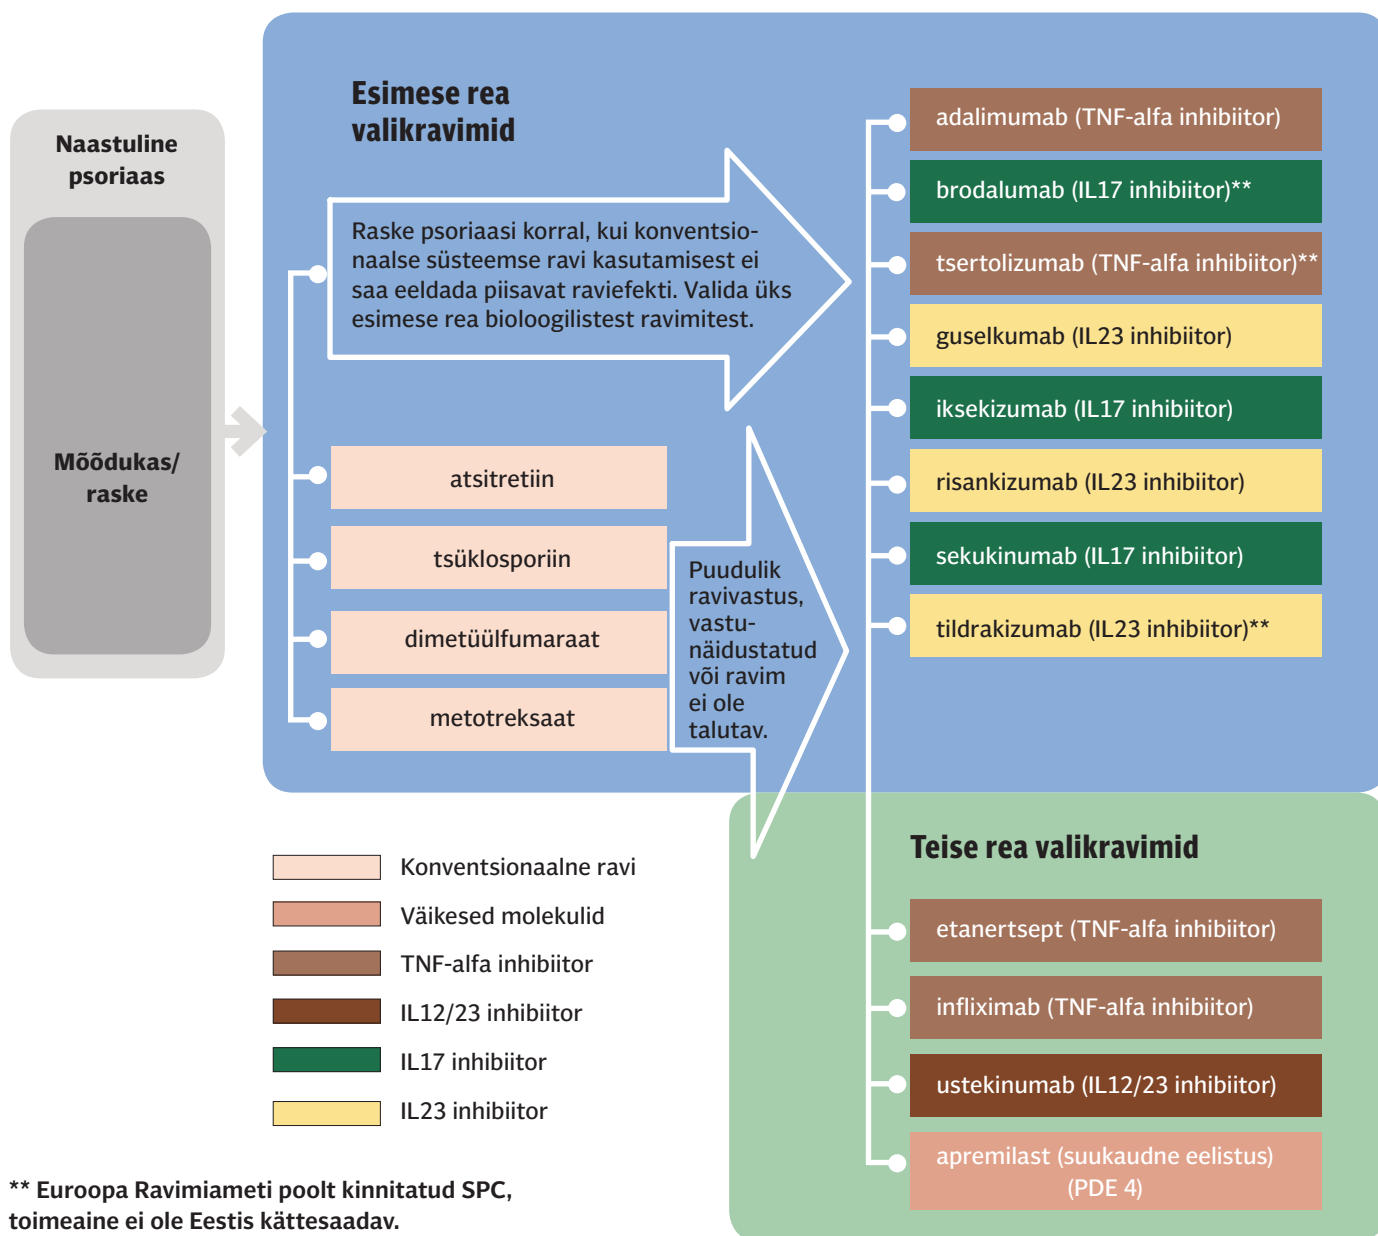 Naastuline
psoriaas
Mõõdukas/
raske
Esimese rea
valikravimid
Raske psoriaasi korral, kui konventsio-
naalse süsteemse ravi kasutamisest ei
saa eeldada piisavat raviefekti. Valida üks
esimese rea bioloogilistest ravimitest.
atsitretiin
tsüklosporiin
dimetüülfumaraat
metotreksaat
Puudulik
ravivastus,
vastu-
näidustatud
või ravim
ei ole
talutav.
adalimumab (TNF-alfa inhibiitor)
brodalumab (IL17 inhibiitor)**
tsertolizumab (TNF-alfa inhibiitor)**
guselkumab (IL23 inhibiitor)
iksekizumab (IL17 inhibiitor)
risankizumab (IL23 inhibiitor)
sekukinumab (IL17 inhibiitor)
tildrakizumab (IL23 inhibiitor)**
Teise rea valikravimid
etanertsept (TNF-alfa inhibiitor)
infliximab (TNF-alfa inhibiitor)
ustekinumab (IL12/23 inhibiitor)
apremilast (suukaudne eelistus)
(PDE 4)
Konventsionaalne ravi
Väikesed molekulid
TNF-alfa inhibiitor
IL12/23 inhibiitor
IL17 inhibiitor
IL23 inhibiitor
** Euroopa Ravimiameti poolt kinnitatud SPC,
toimeaine ei ole Eestis kättesaadav.